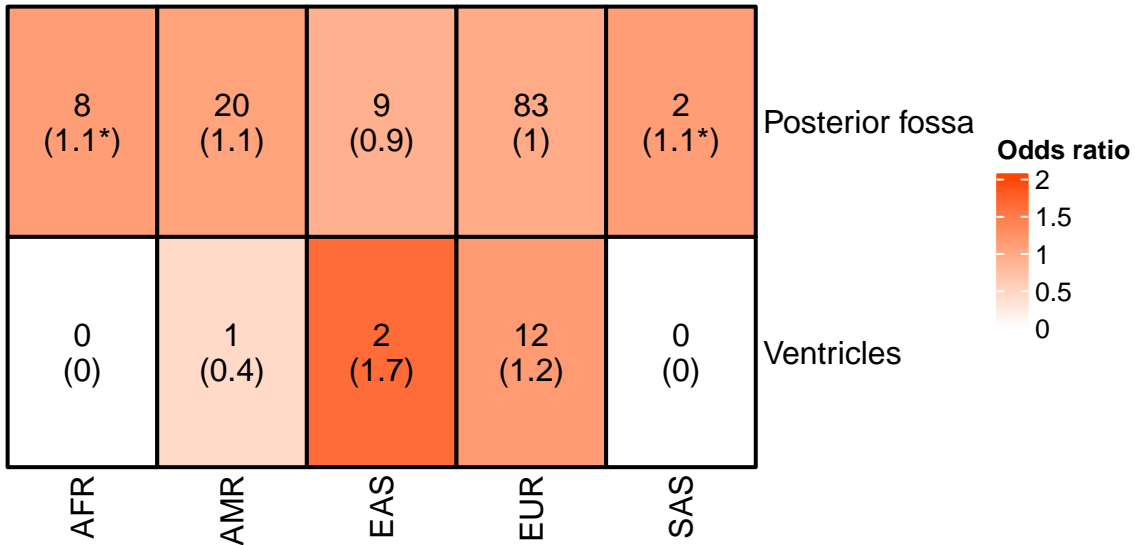 8 20 9 83 2
(1.1*) (1.1) (0.9) (1) (1.1*)
Posterior fossa
0 1 2 12 0
(0) (0.4) (1.7) (1.2) (0)
Ventricles
AFR AMR EAS EUR SAS
Odds ratio
2
1.5
1
0.5
0